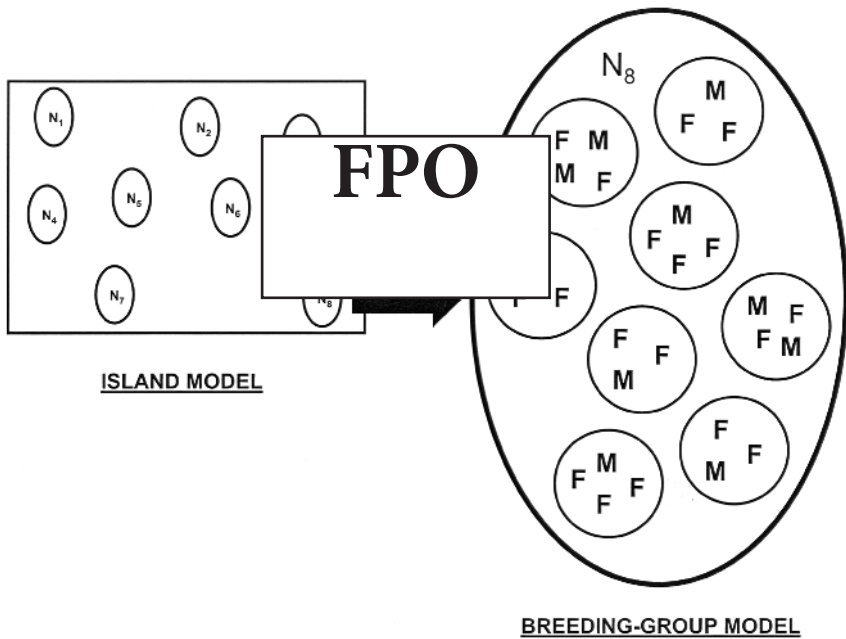 N₁
N₂
N₄
N₅
N₆
N₇
N₈
ISLAND MODEL
FPO
N₈
M
F F
F M
M F
M
F F
F
F
M F
F M
F F
M
F
F
M
M
F F
F
BREEDING-GROUP MODEL